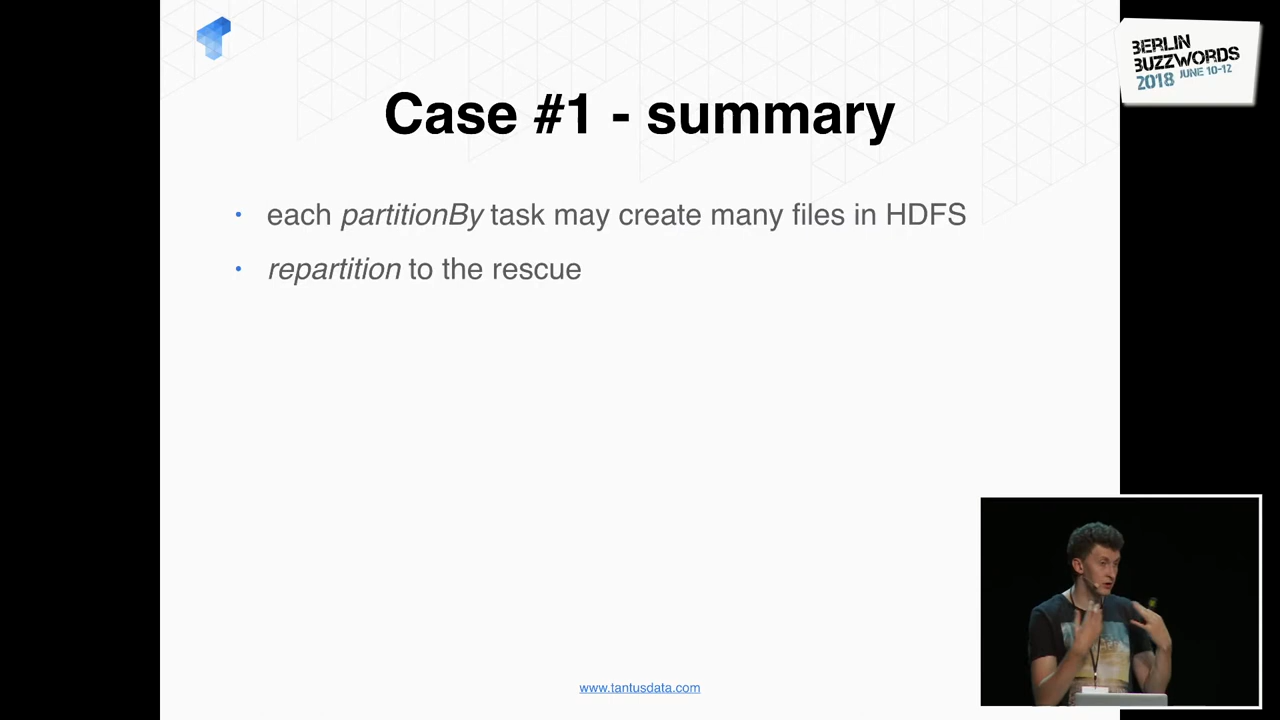 BERLIN
BUZZWORDS
2018 JUNE 10-12
Case #1 - summary
• each partitionBy task may create many files in HDFS
• repartition to the rescue
www.tantusdata.com